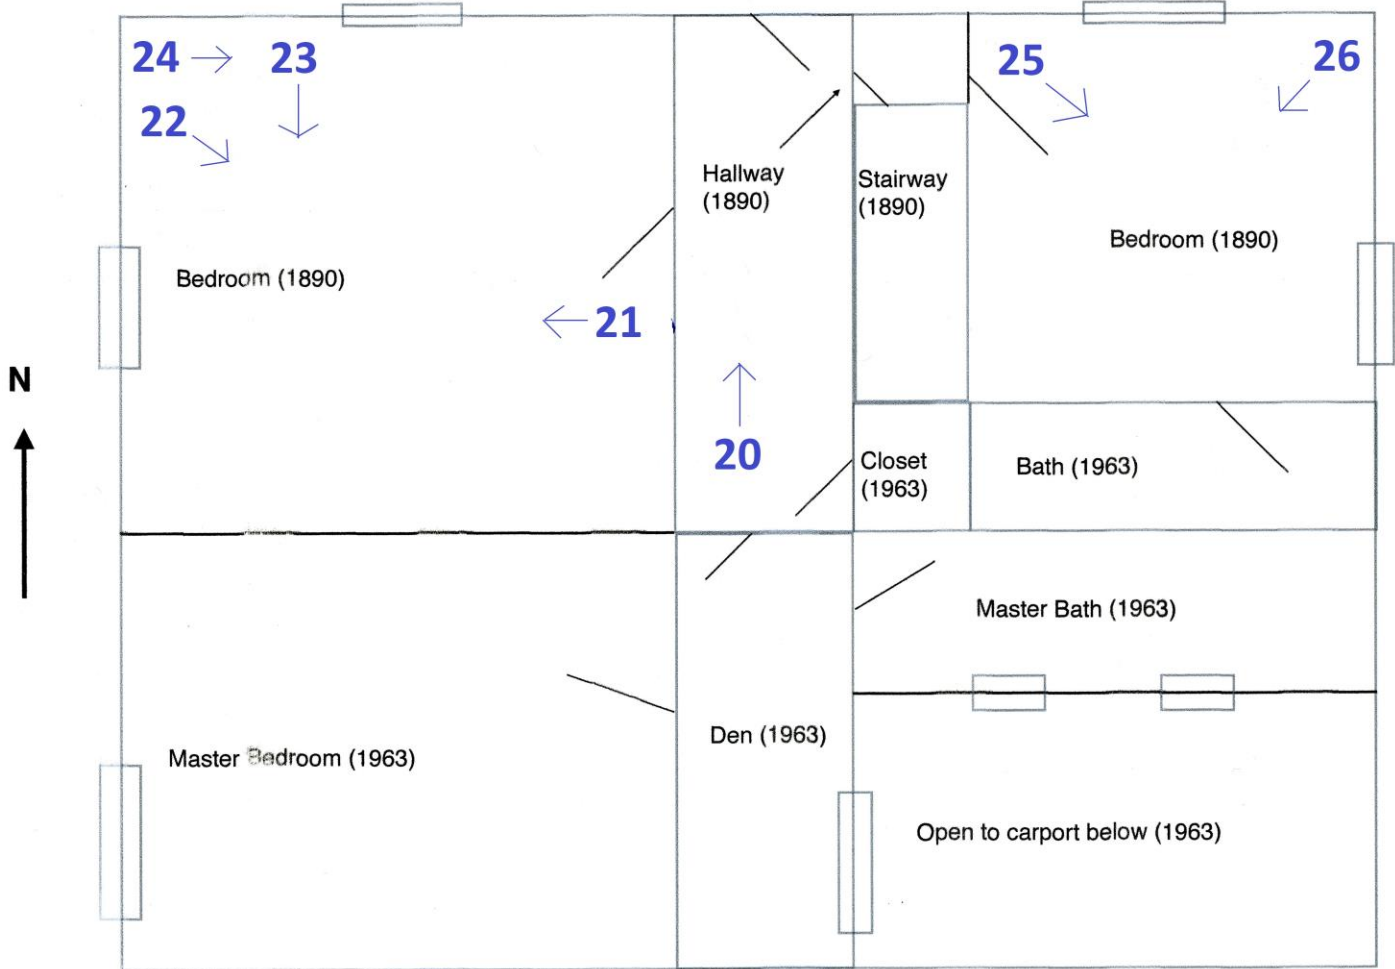 24
23
22
25
26
Hallway
(1890)
Stairway
(1890)
Bedroom (1890)
Bedroom (1890)
21
N
20
Closet
(1963)
Bath (1963)
Master Bath (1963)
Master Bedroom (1963)
Den (1963)
Open to carport below (1963)